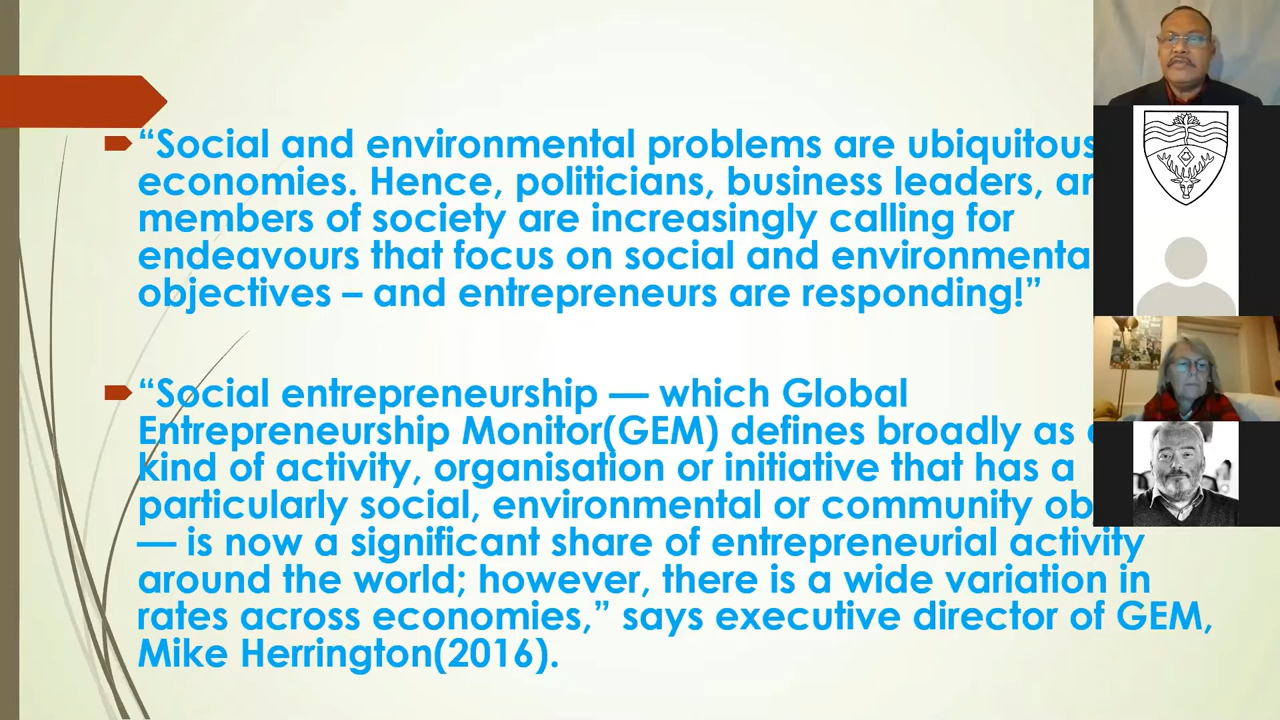 “Social and environmental problems are ubiquitous
economies. Hence, politicians, business leaders,
members of society are increasingly calling for
endeavours that focus on social and environmenta
objectives – and entrepreneurs are responding!”
“Social entrepreneurship — which Global
Entrepreneurship Monitor(GEM) defines broadly as
kind of activity, organisation or initiative that has a
particularly social, environmental or community ob
— is now a significant share of entrepreneurial activity
around the world; however, there is a wide variation in
rates across economies,” says executive director of GEM,
Mike Herrington(2016).